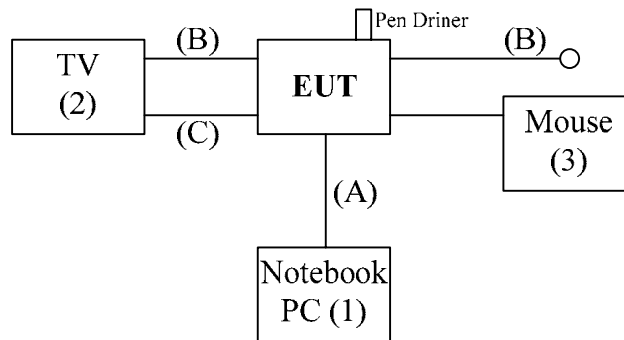 Pen Driner
(B)
(B)
TV
(2)
EUT
(C)
Mouse
(3)
(A)
Notebook
PC (1)